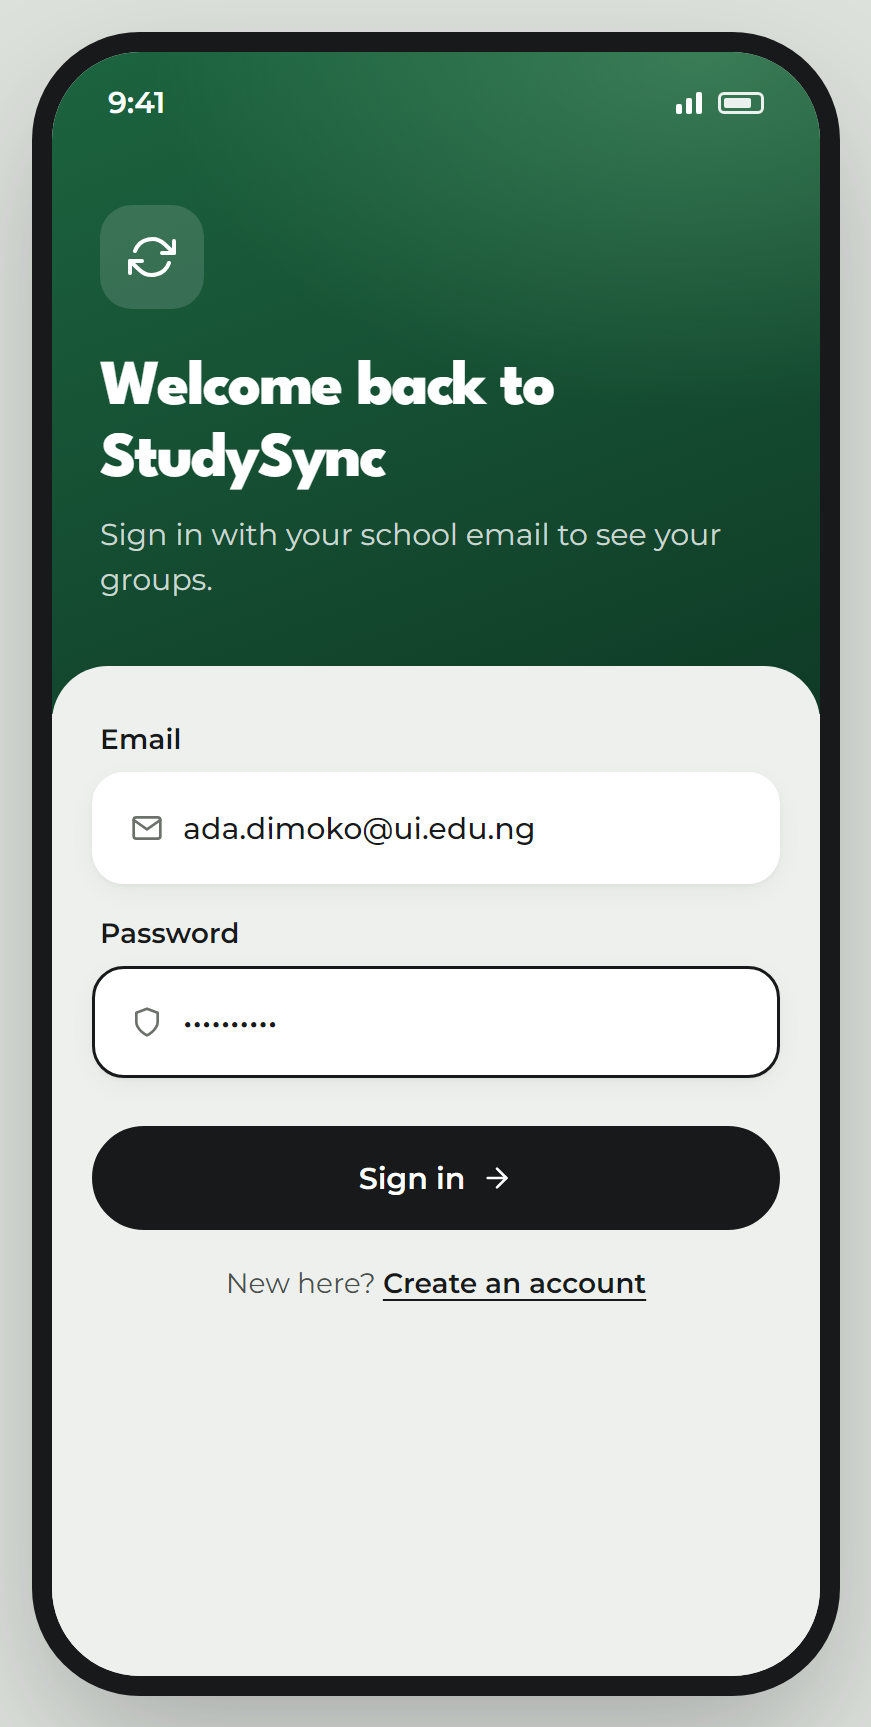 9:41
Welcome back to
StudySync
Sign in with your school email to see your
groups.
Email
ada.dimoko@ui.edu.ng
Password
••••••••••
Sign in
New here? Create an account